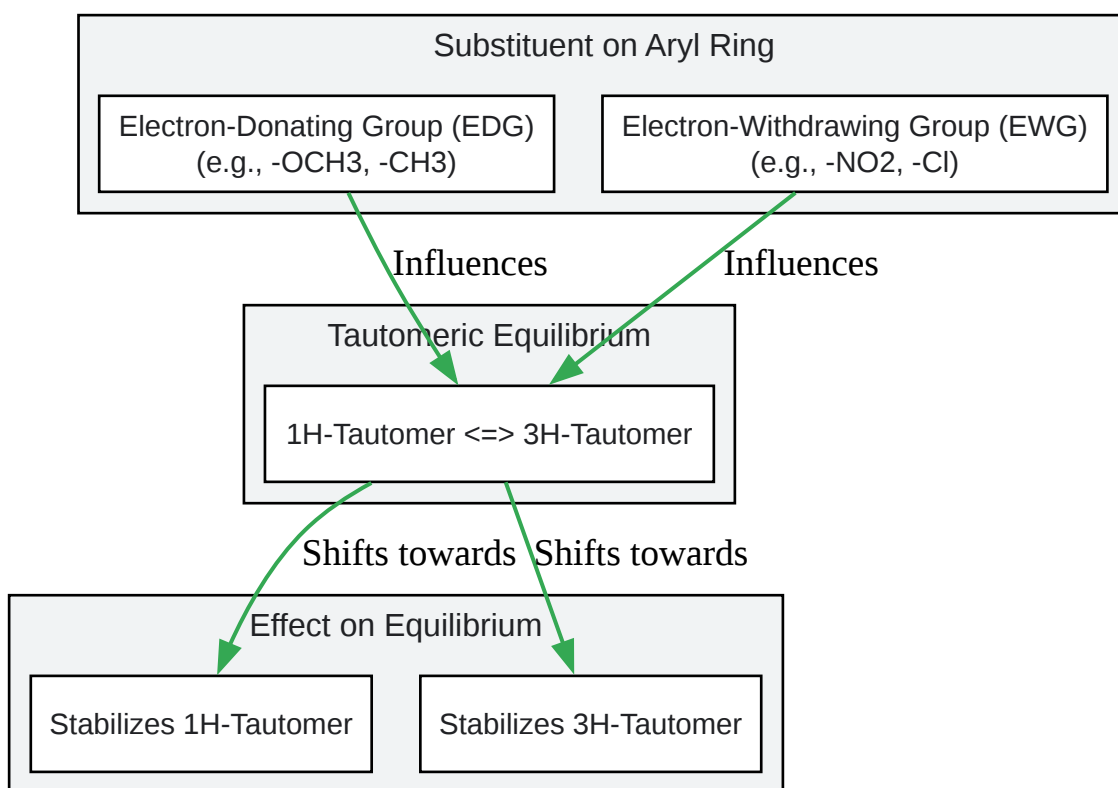 Substituent on Aryl Ring
Electron-Donating Group (EDG)
(e.g., -OCH3, -CH3)
Electron-Withdrawing Group (EWG)
(e.g., -NO2, -Cl)
Influences
Influences
Tautomeric Equilibrium
1H-Tautomer <=> 3H-Tautomer
Shifts towards
Shifts towards
Effect on Equilibrium
Stabilizes 1H-Tautomer
Stabilizes 3H-Tautomer